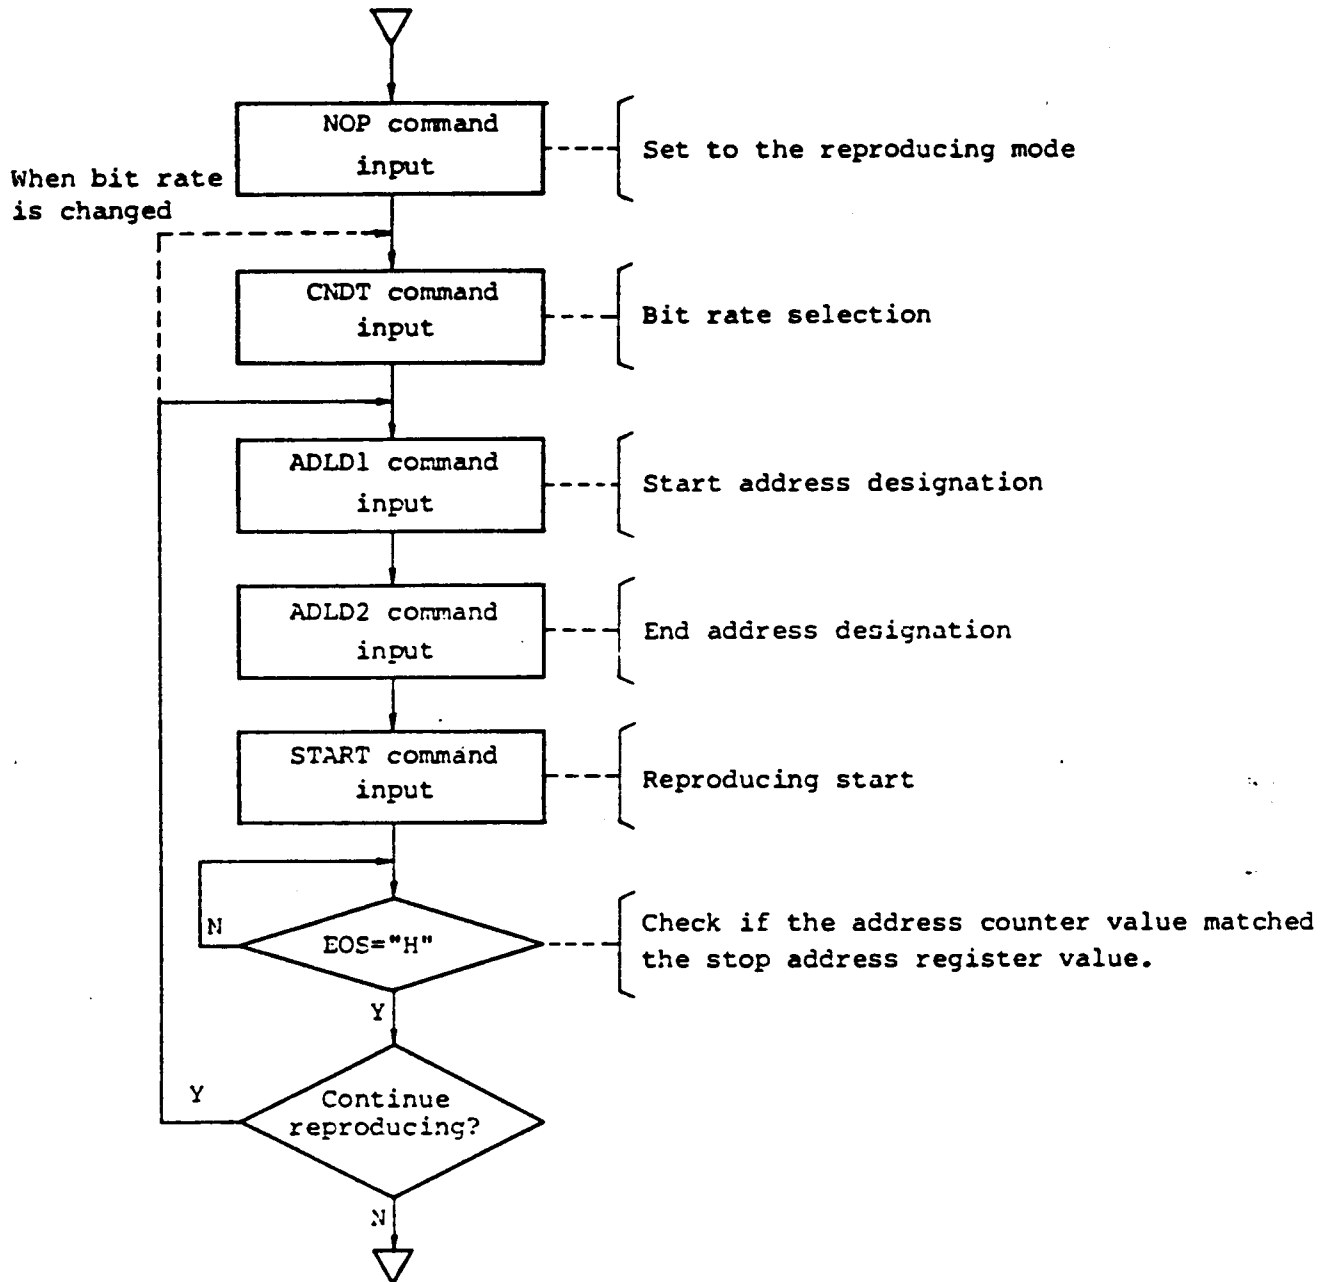 NOP command
input
Set to the reproducing mode
When bit rate
is changed
CNDT command
input
Bit rate selection
ADLD1 command
input
Start address designation
ADLD2 command
input
End address designation
START command
input
Reproducing start
N
EOS="H"
Check if the address counter value matched
the stop address register value.
Y
Y
Continue
reproducing?
N